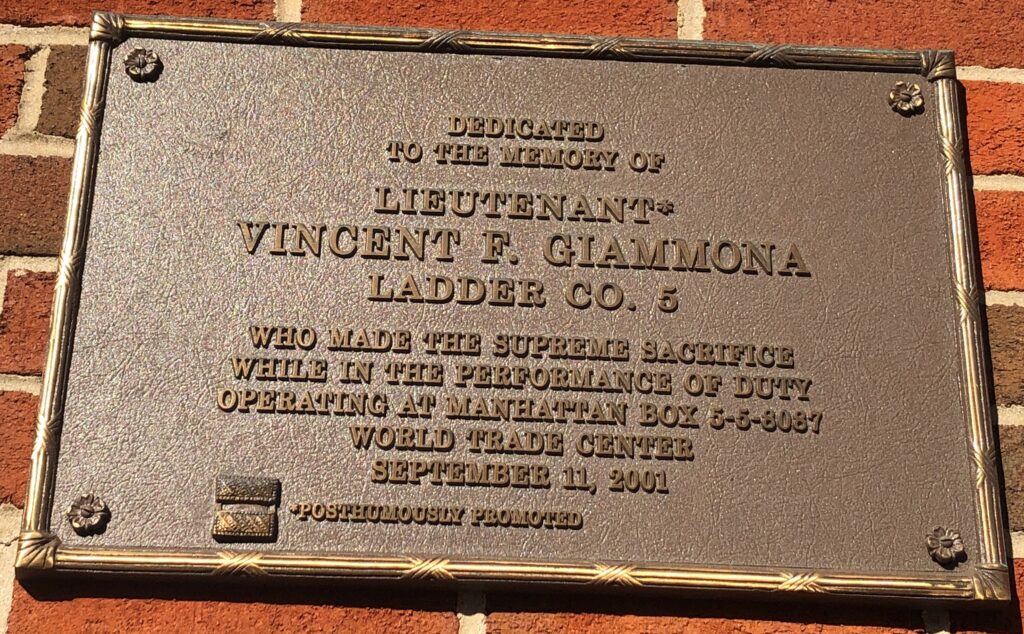 DEDICATED
TO THE MEMORY OF
LIEUTENANT*
VINCENT F. GIAMMONA
LADDER CO. 5
WHO MADE THE SUPREME SACRIFICE
WHILE IN THE PERFORMANCE OF DUTY
OPERATING AT MANHATTAN BOX 5-5-8087
WORLD TRADE CENTER
SEPTEMBER 11, 2001
*POSTHUMOUSLY PROMOTED